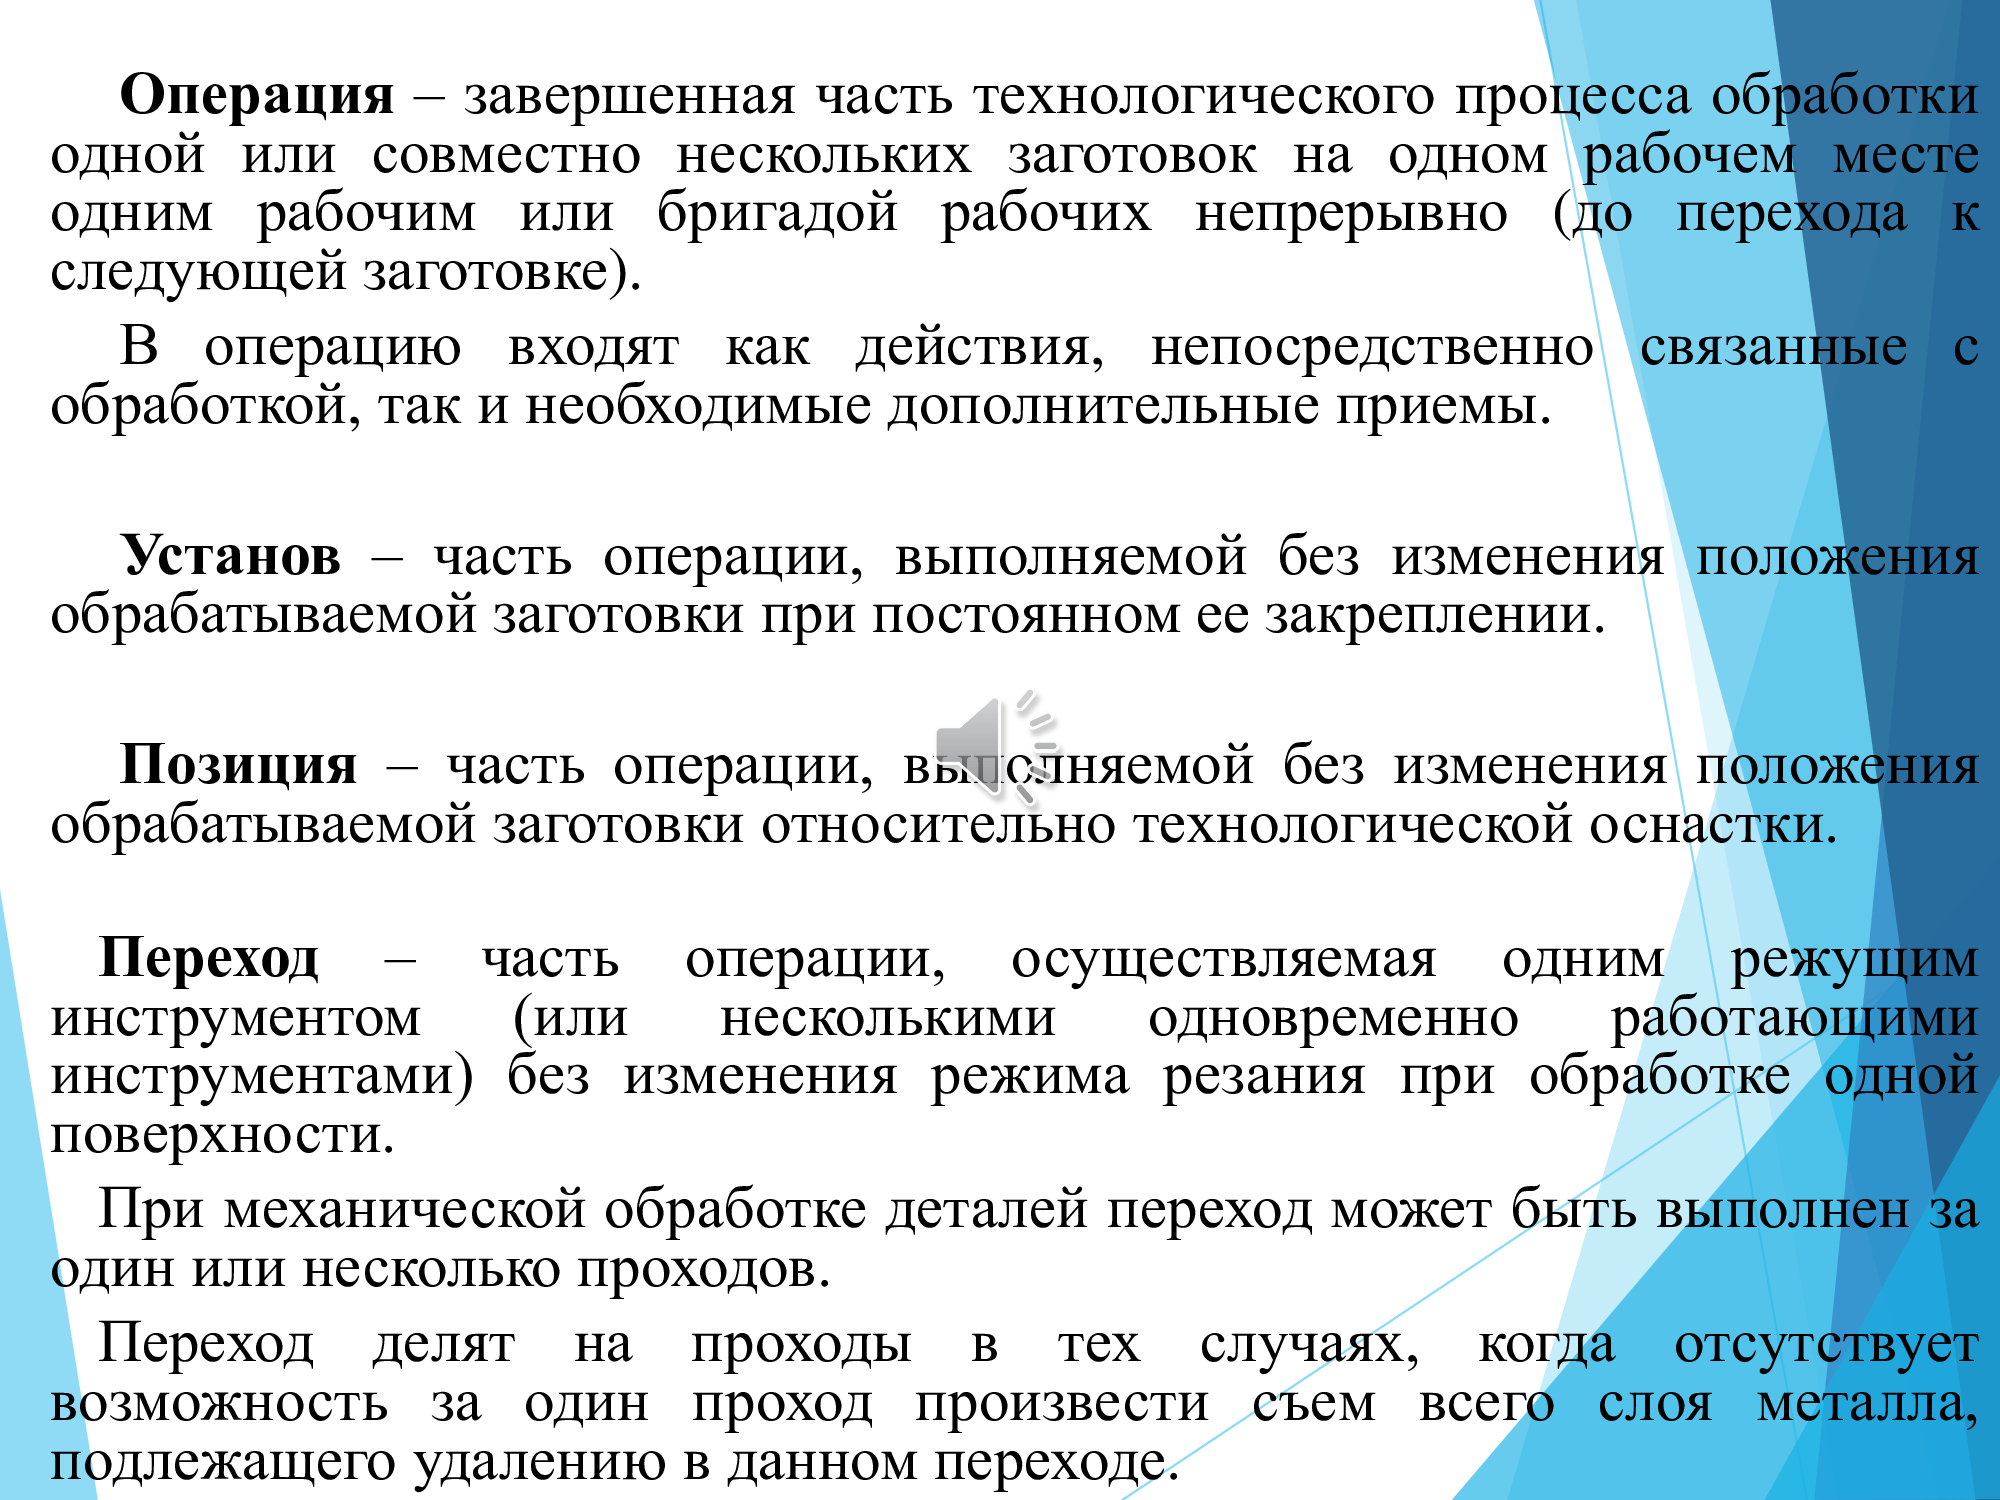 Операция – завершенная часть технологического процесса обработки
одной или совместно нескольких заготовок на одном рабочем месте
одним рабочим или бригадой рабочих непрерывно (до перехода к
следующей заготовке).
В операцию входят как действия, непосредственно связанные с
обработкой, так и необходимые дополнительные приемы.
Установ – часть операции, выполняемой без изменения положения
обрабатываемой заготовки при постоянном ее закреплении.
Позиция – часть операции, выполняемой без изменения положения
обрабатываемой заготовки относительно технологической оснастки.
Переход – часть операции, осуществляемая одним режущим
инструментом (или несколькими одновременно работающими
инструментами) без изменения режима резания при обработке одной
поверхности.
При механической обработке деталей переход может быть выполнен за
один или несколько проходов.
Переход делят на проходы в тех случаях, когда отсутствует
возможность за один проход произвести съем всего слоя металла,
подлежащего удалению в данном переходе.